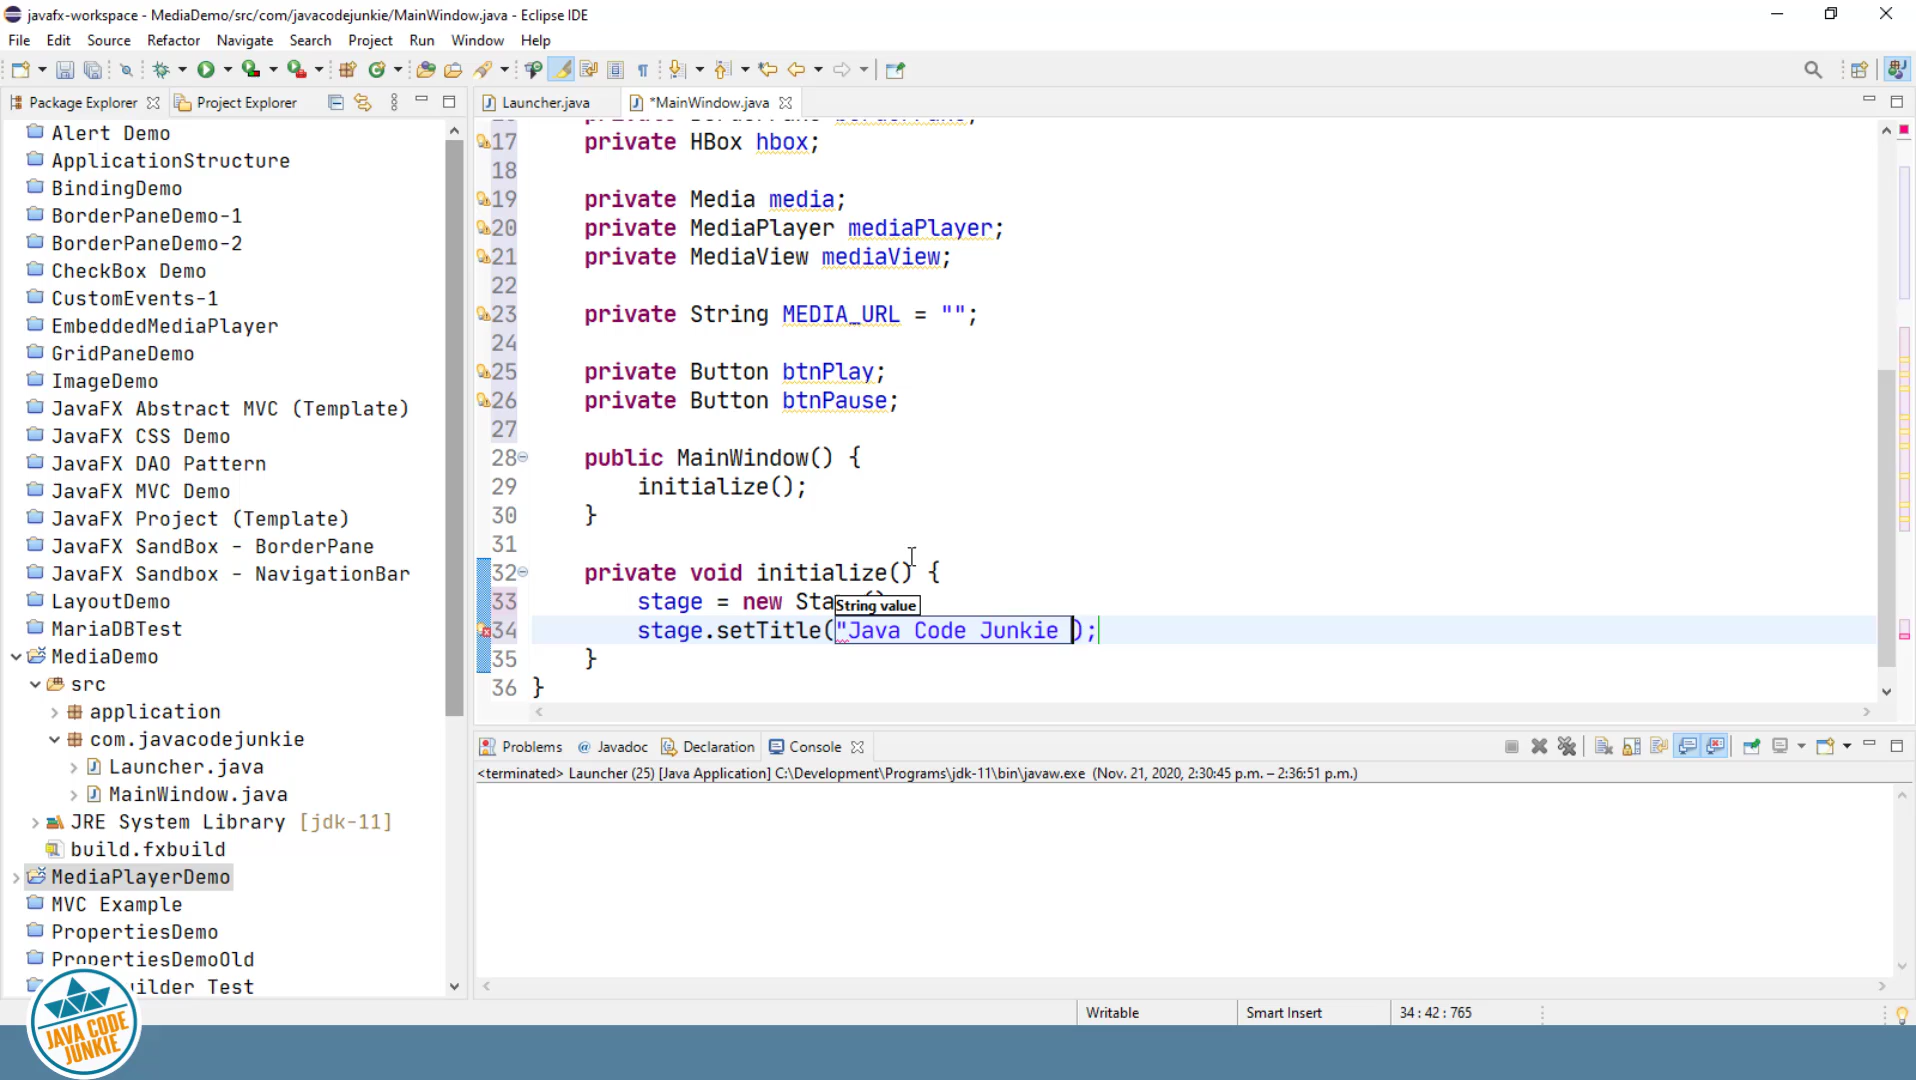 javafx-workspace - MediaDemo/src/com/javacodejunkie/MainWindow.java - Eclipse IDE
File Edit Source Refactor Navigate Search Project Run Window Help
Package Explorer Project Explorer
Launcher.java *MainWindow.java
Alert Demo
ApplicationStructure
BindingDemo
BorderPaneDemo-1
BorderPaneDemo-2
CheckBox Demo
CustomEvents-1
EmbeddedMediaPlayer
GridPaneDemo
ImageDemo
JavaFX Abstract MVC (Template)
JavaFX CSS Demo
JavaFX DAO Pattern
JavaFX MVC Demo
JavaFX Project (Template)
JavaFX SandBox - BorderPane
JavaFX Sandbox - NavigationBar
LayoutDemo
MariaDBTest
MediaDemo
src
application
com.javacodejunkie
Launcher.java
MainWindow.java
JRE System Library [jdk-11]
build.fxbuild
MediaPlayerDemo
MVC Example
PropertiesDemo
PropertiesDemoOld
uilder Test
JAVA CODE
JUNKIE
17 private HBox hbox;
18
19 private Media media;
20 private MediaPlayer mediaPlayer;
21 private MediaView mediaView;
22
23 private String MEDIA_URL = "";
24
25 private Button btnPlay;
26 private Button btnPause;
27
28 public MainWindow() {
29 initialize();
30 }
31
32 private void initialize() {
33 stage = new Sta
String value
34 stage.setTitle("Java Code Junkie );
35 }
36 }
Problems @ Javadoc Declaration Console
<terminated> Launcher (25) [Java Application] C:\Development\Programs\jdk-11\bin\javaw.exe (Nov. 21, 2020, 2:30:45 p.m. – 2:36:51 p.m.)
Writable Smart Insert 34 : 42 : 765